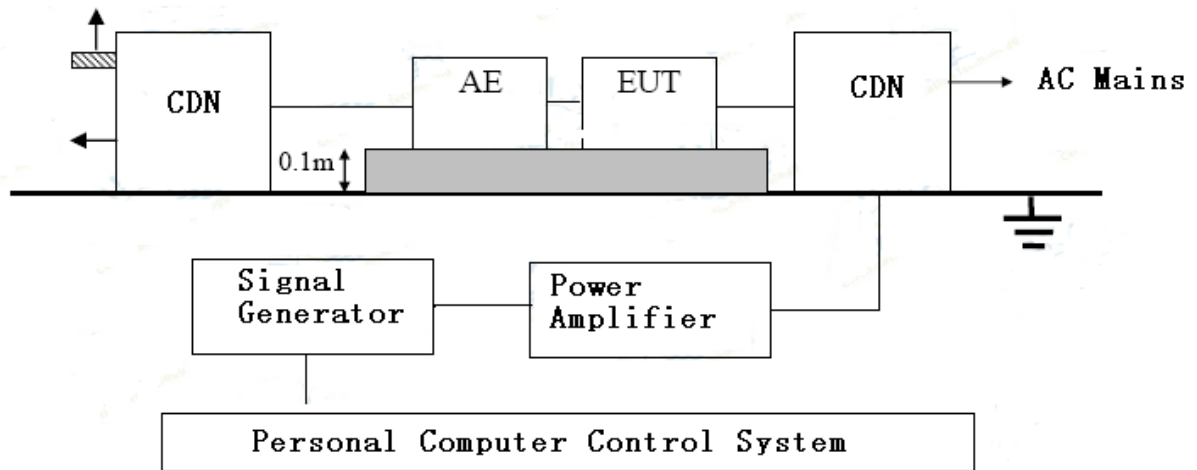 CDN
AE
EUT
CDN
AC Mains
0.1m
Signal
Generator
Power
Amplifier
Personal Computer Control System